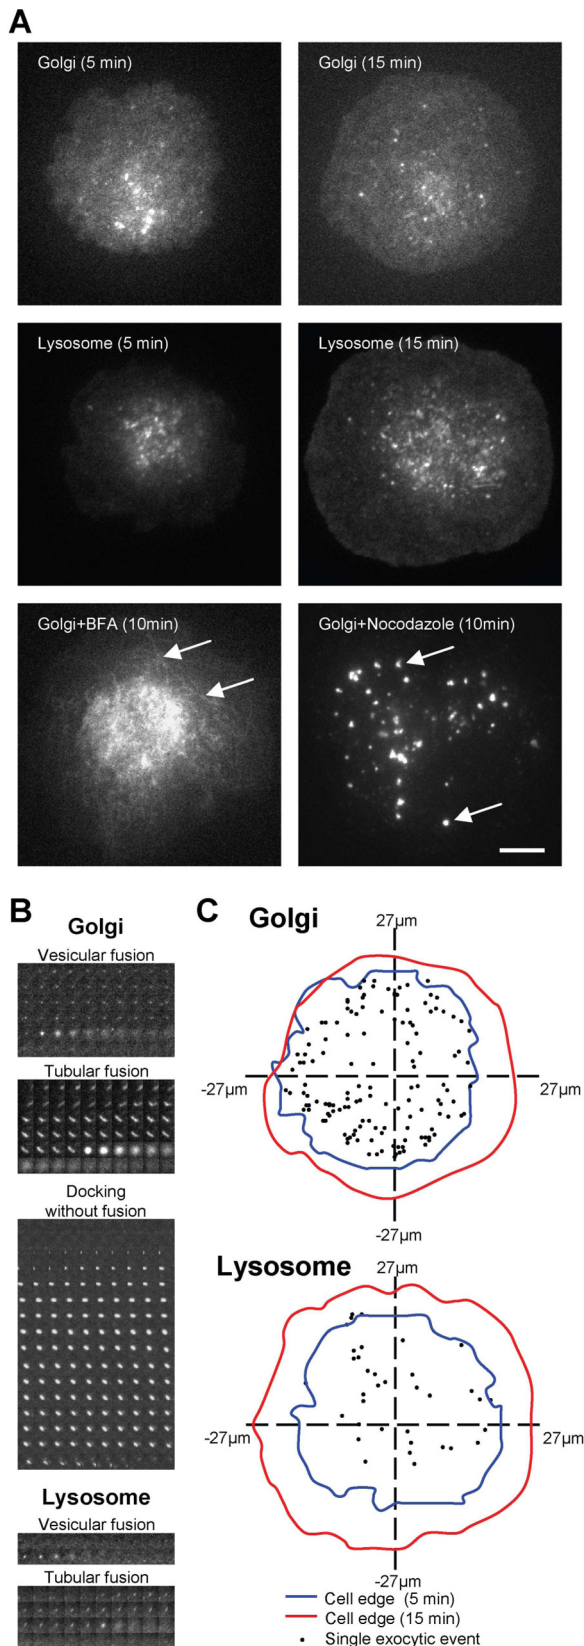 A
Golgi (5 min)
Golgi (15 min)
Lysosome (5 min)
Lysosome (15 min)
Golgi+BFA (10min)
Golgi+Nocodazole (10min)
B
Golgi
Vesicular fusion
Tubular fusion
Docking
without fusion
Lysosome
Vesicular fusion
Tubular fusion
C
Golgi
27µm
-27µm
27µm
-27µm
Lysosome
27µm
-27µm
27µm
-27µm
Cell edge (5 min)
Cell edge (15 min)
Single exocytic event